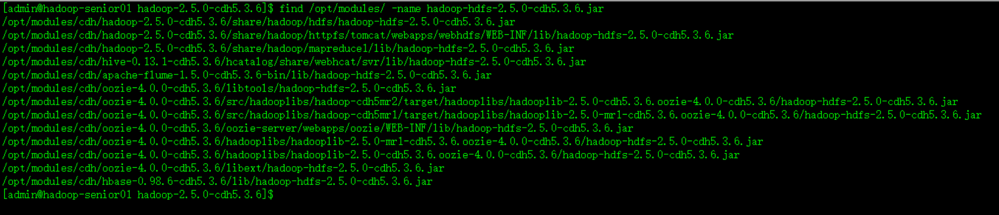 [admin@hadoop-senior01 hadoop-2.5.0-cdh5.3.6]$ find /opt/modules/ -name hadoop-hdfs-2.5.0-cdh5.3.6.jar
/opt/modules/cdh/hadoop-2.5.0-cdh5.3.6/share/hadoop/hdfs/hadoop-hdfs-2.5.0-cdh5.3.6.jar
/opt/modules/cdh/hadoop-2.5.0-cdh5.3.6/share/hadoop/httpfs/tomcat/webapps/webhdfs/WEB-INF/lib/hadoop-hdfs-2.5.0-cdh5.3.6.jar
/opt/modules/cdh/hadoop-2.5.0-cdh5.3.6/share/hadoop/mapreduce1/lib/hadoop-hdfs-2.5.0-cdh5.3.6.jar
/opt/modules/cdh/hive-0.13.1-cdh5.3.6/hcatalog/share/webhcat/svr/lib/hadoop-hdfs-2.5.0-cdh5.3.6.jar
/opt/modules/cdh/apache-flume-1.5.0-cdh5.3.6-bin/lib/hadoop-hdfs-2.5.0-cdh5.3.6.jar
/opt/modules/cdh/oozie-4.0.0-cdh5.3.6/libtools/hadoop-hdfs-2.5.0-cdh5.3.6.jar
/opt/modules/cdh/oozie-4.0.0-cdh5.3.6/src/hadooplibs/hadoop-cdh5mr2/target/hadooplibs/hadooplib-2.5.0-cdh5.3.6.oozie-4.0.0-cdh5.3.6/hadoop-hdfs-2.5.0-cdh5.3.6.jar
/opt/modules/cdh/oozie-4.0.0-cdh5.3.6/src/hadooplibs/hadoop-cdh5mr1/target/hadooplibs/hadooplib-2.5.0-mr1-cdh5.3.6.oozie-4.0.0-cdh5.3.6/hadoop-hdfs-2.5.0-cdh5.3.6.jar
/opt/modules/cdh/oozie-4.0.0-cdh5.3.6/oozie-server/webapps/oozie/WEB-INF/lib/hadoop-hdfs-2.5.0-cdh5.3.6.jar
/opt/modules/cdh/oozie-4.0.0-cdh5.3.6/hadooplibs/hadooplib-2.5.0-mr1-cdh5.3.6.oozie-4.0.0-cdh5.3.6/hadoop-hdfs-2.5.0-cdh5.3.6.jar
/opt/modules/cdh/oozie-4.0.0-cdh5.3.6/hadooplibs/hadooplib-2.5.0-cdh5.3.6.oozie-4.0.0-cdh5.3.6/hadoop-hdfs-2.5.0-cdh5.3.6.jar
/opt/modules/cdh/oozie-4.0.0-cdh5.3.6/libext/hadoop-hdfs-2.5.0-cdh5.3.6.jar
/opt/modules/cdh/hbase-0.98.6-cdh5.3.6/lib/hadoop-hdfs-2.5.0-cdh5.3.6.jar
[admin@hadoop-senior01 hadoop-2.5.0-cdh5.3.6]$